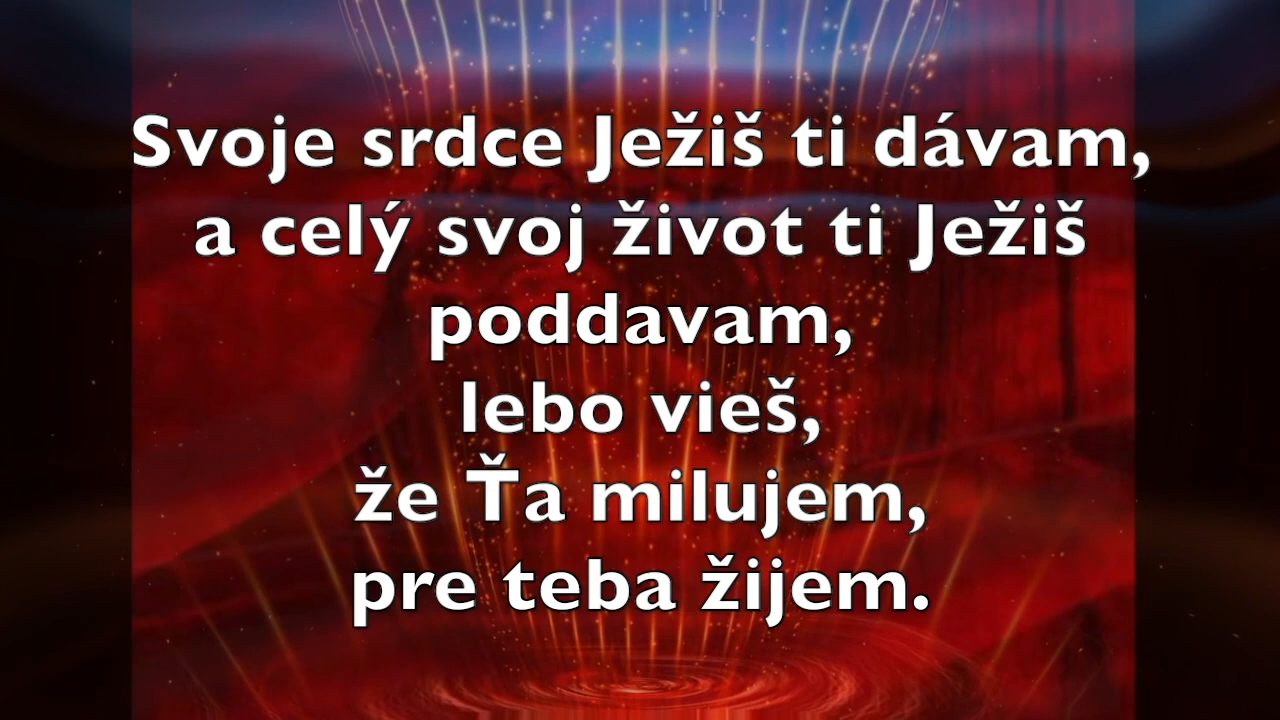 Svoje srdce Ježiš ti dávam,
a celý svoj život ti Ježiš
poddavam,
lebo vieš,
že Ťa milujem,
pre teba žijem.